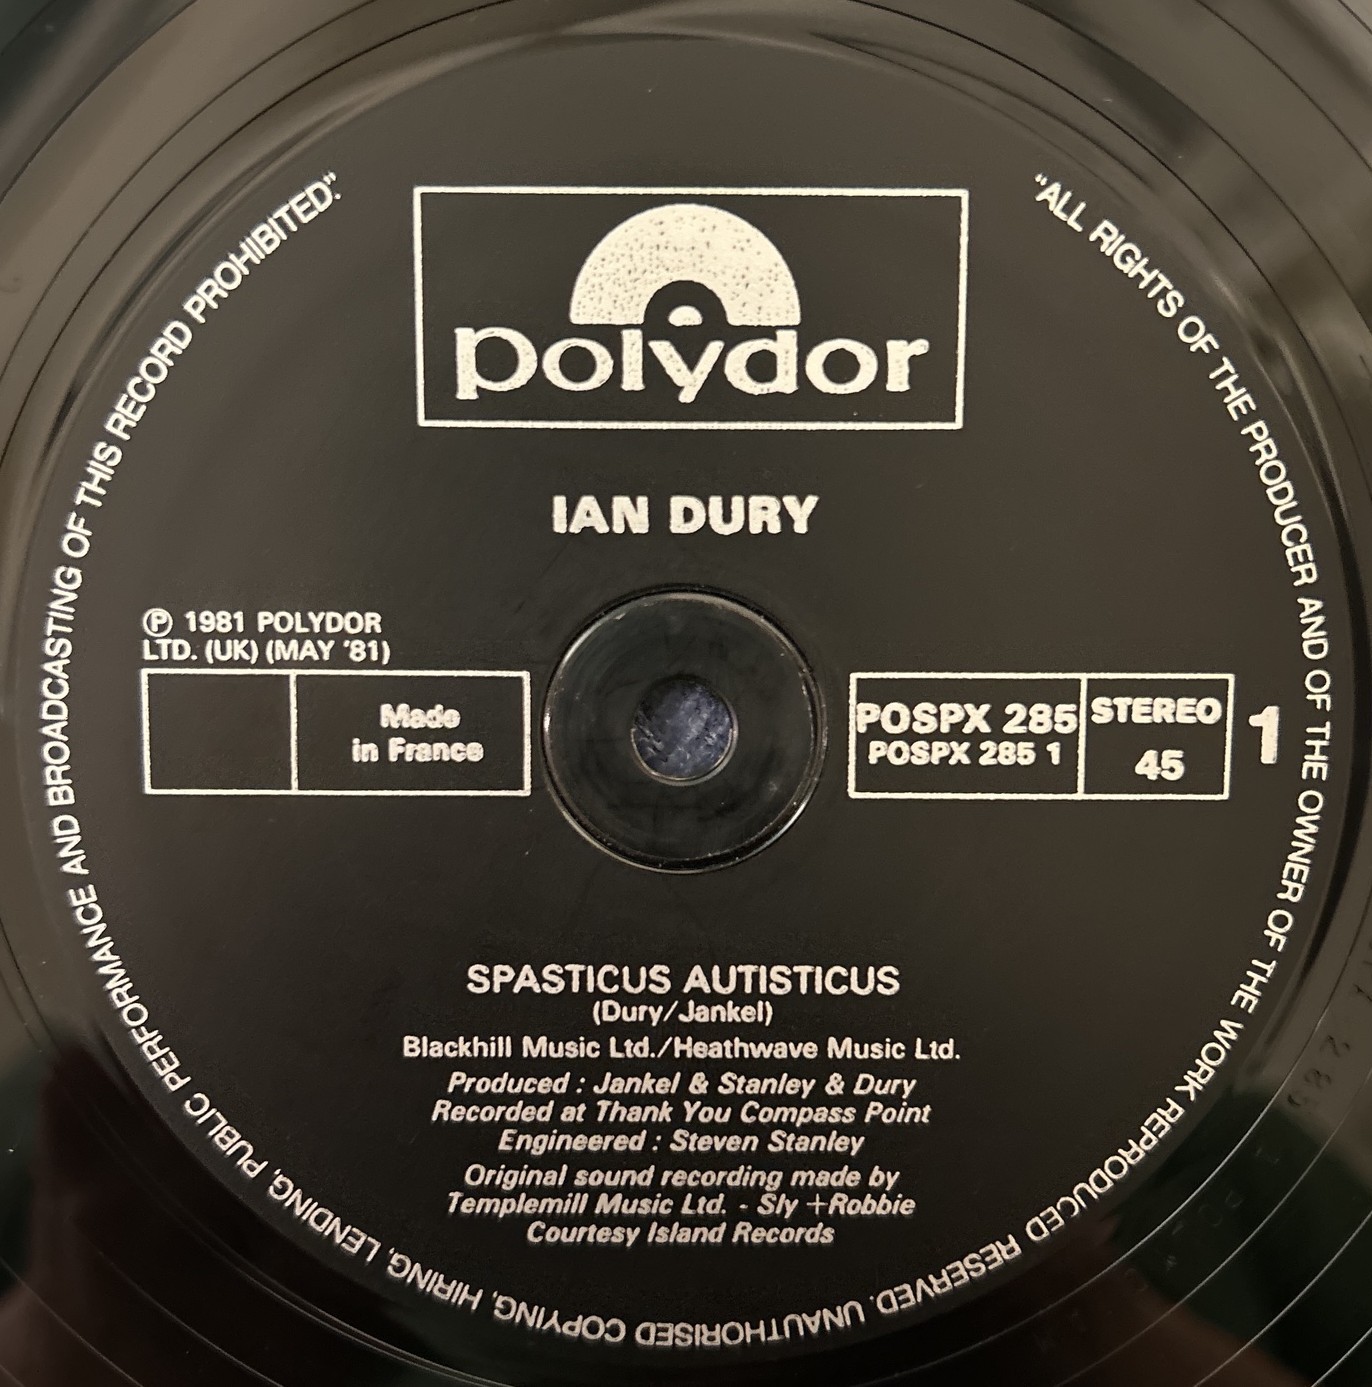 polydor
IAN DURY
℗ 1981 POLYDOR
LTD. (UK) (MAY '81)
Made
in France
POSPX 285
POSPX 285 1
STEREO
45
1
SPASTICUS AUTISTICUS
(Dury/Jankel)
Blackhill Music Ltd./Heathwave Music Ltd.
Produced : Jankel & Stanley & Dury
Recorded at Thank You Compass Point
Engineered : Steven Stanley
Original sound recording made by
Templemill Music Ltd. - Sly +Robbie
Courtesy Island Records
"ALL RIGHTS OF THE PRODUCER AND OF THE OWNER OF THE WORK REPRODUCED RESERVED. UNAUTHORISED COPYING, HIRING, LENDING, PUBLIC PERFORMANCE AND BROADCASTING OF THIS RECORD PROHIBITED."